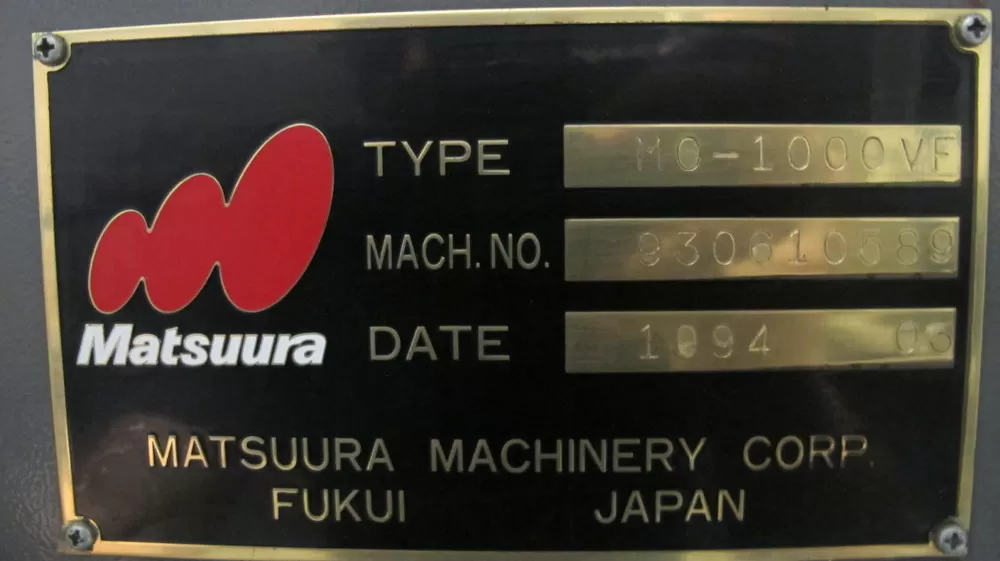 TYPE MC-1000VF
MACH. NO. 930610589
Matsuura
DATE 1994 03
MATSUURA MACHINERY CORP.
FUKUI JAPAN